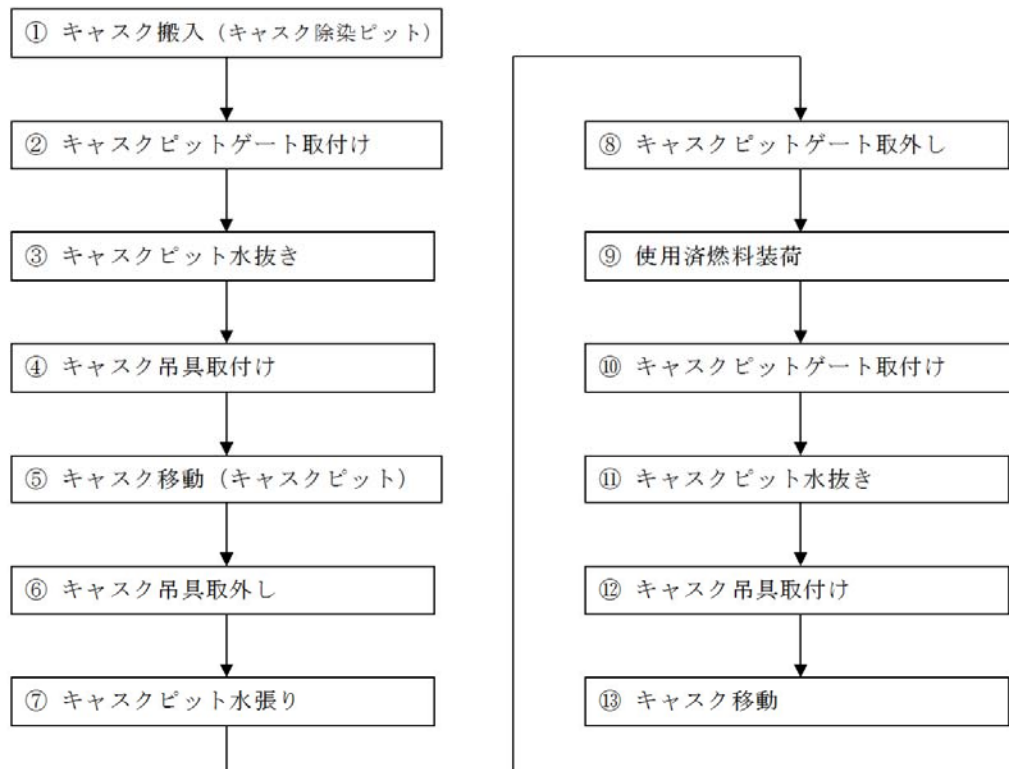 ① キャスク搬入（キャスク除染ピット）
② キャスクピットゲート取付け
③ キャスクピット水抜き
④ キャスク吊具取付け
⑤ キャスク移動（キャスクピット）
⑥ キャスク吊具取外し
⑦ キャスクピット水張り
⑧ キャスクピットゲート取外し
⑨ 使用済燃料装荷
⑩ キャスクピットゲート取付け
⑪ キャスクピット水抜き
⑫ キャスク吊具取付け
⑬ キャスク移動